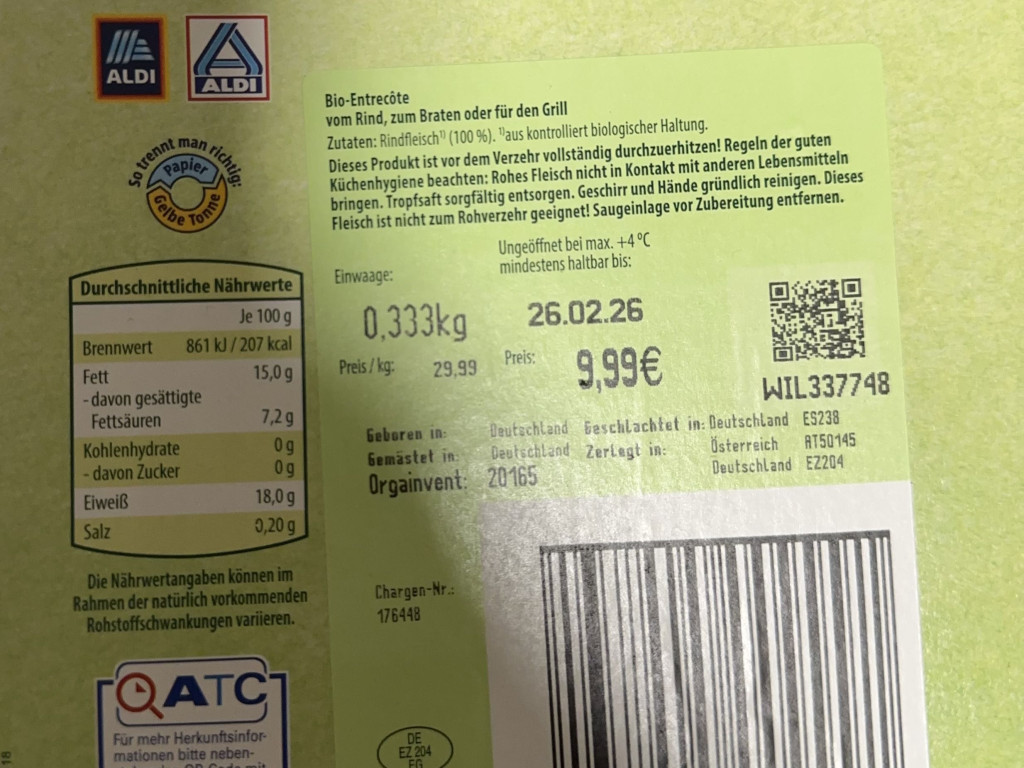 ALDI
ALDI
So trennt man richtig:
Papier
Gelbe Tonne
Durchschnittliche Nährwerte
Je 100 g
Brennwert 861 kJ / 207 kcal
Fett 15,0 g
- davon gesättigte
Fettsäuren 7,2 g
Kohlenhydrate 0 g
- davon Zucker 0 g
Eiweiß 18,0 g
Salz 0,20 g
Die Nährwertangaben können im
Rahmen der natürlich vorkommenden
Rohstoffschwankungen variieren.
QATC
Für mehr Herkunftsinfor-
mationen bitte neben-
18
Bio-Entrecôte
vom Rind, zum Braten oder für den Grill
Zutaten: Rindfleisch¹⁾ (100 %). ¹⁾aus kontrolliert biologischer Haltung.
Dieses Produkt ist vor dem Verzehr vollständig durchzuerhitzen! Regeln der guten
Küchenhygiene beachten: Rohes Fleisch nicht in Kontakt mit anderen Lebensmitteln
bringen. Tropfsaft sorgfältig entsorgen. Geschirr und Hände gründlich reinigen. Dieses
Fleisch ist nicht zum Rohverzehr geeignet! Saugeinlage vor Zubereitung entfernen.
Ungeöffnet bei max. +4 °C
mindestens haltbar bis:
Einwaage:
0,333kg 26.02.26
Preis / kg: 29,99 Preis: 9,99€
WIL337748
Geboren in: Deutschland Geschlachtet in: Deutschland ES238
Gemästet in: Deutschland Zerlegt in: Österreich AT50145
Deutschland EZ204
Orgainvent: 20165
Chargen-Nr.:
176448
DE
EZ 204
EG